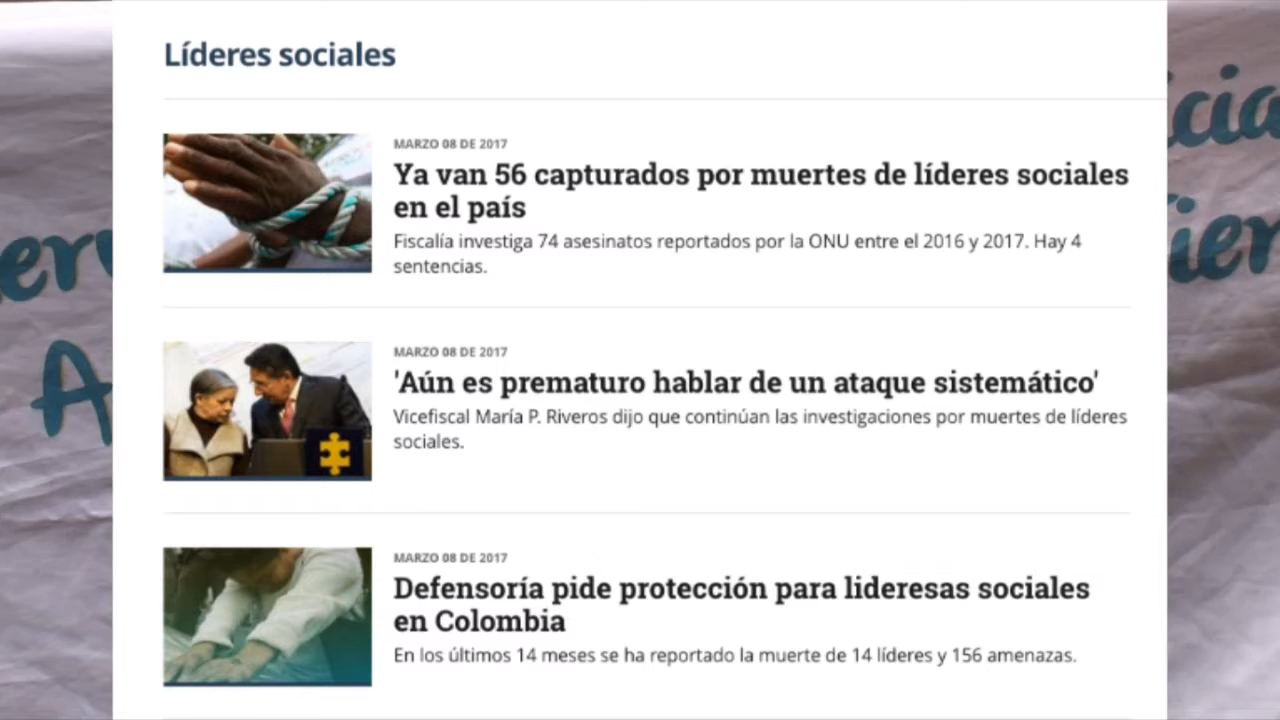 Líderes sociales
MARZO 08 DE 2017
Ya van 56 capturados por muertes de líderes sociales
en el país
Fiscalía investiga 74 asesinatos reportados por la ONU entre el 2016 y 2017. Hay 4
sentencias.
MARZO 08 DE 2017
'Aún es prematuro hablar de un ataque sistemático'
Vicefiscal María P. Riveros dijo que continúan las investigaciones por muertes de líderes
sociales.
MARZO 08 DE 2017
Defensoría pide protección para lideresas sociales
en Colombia
En los últimos 14 meses se ha reportado la muerte de 14 líderes y 156 amenazas.